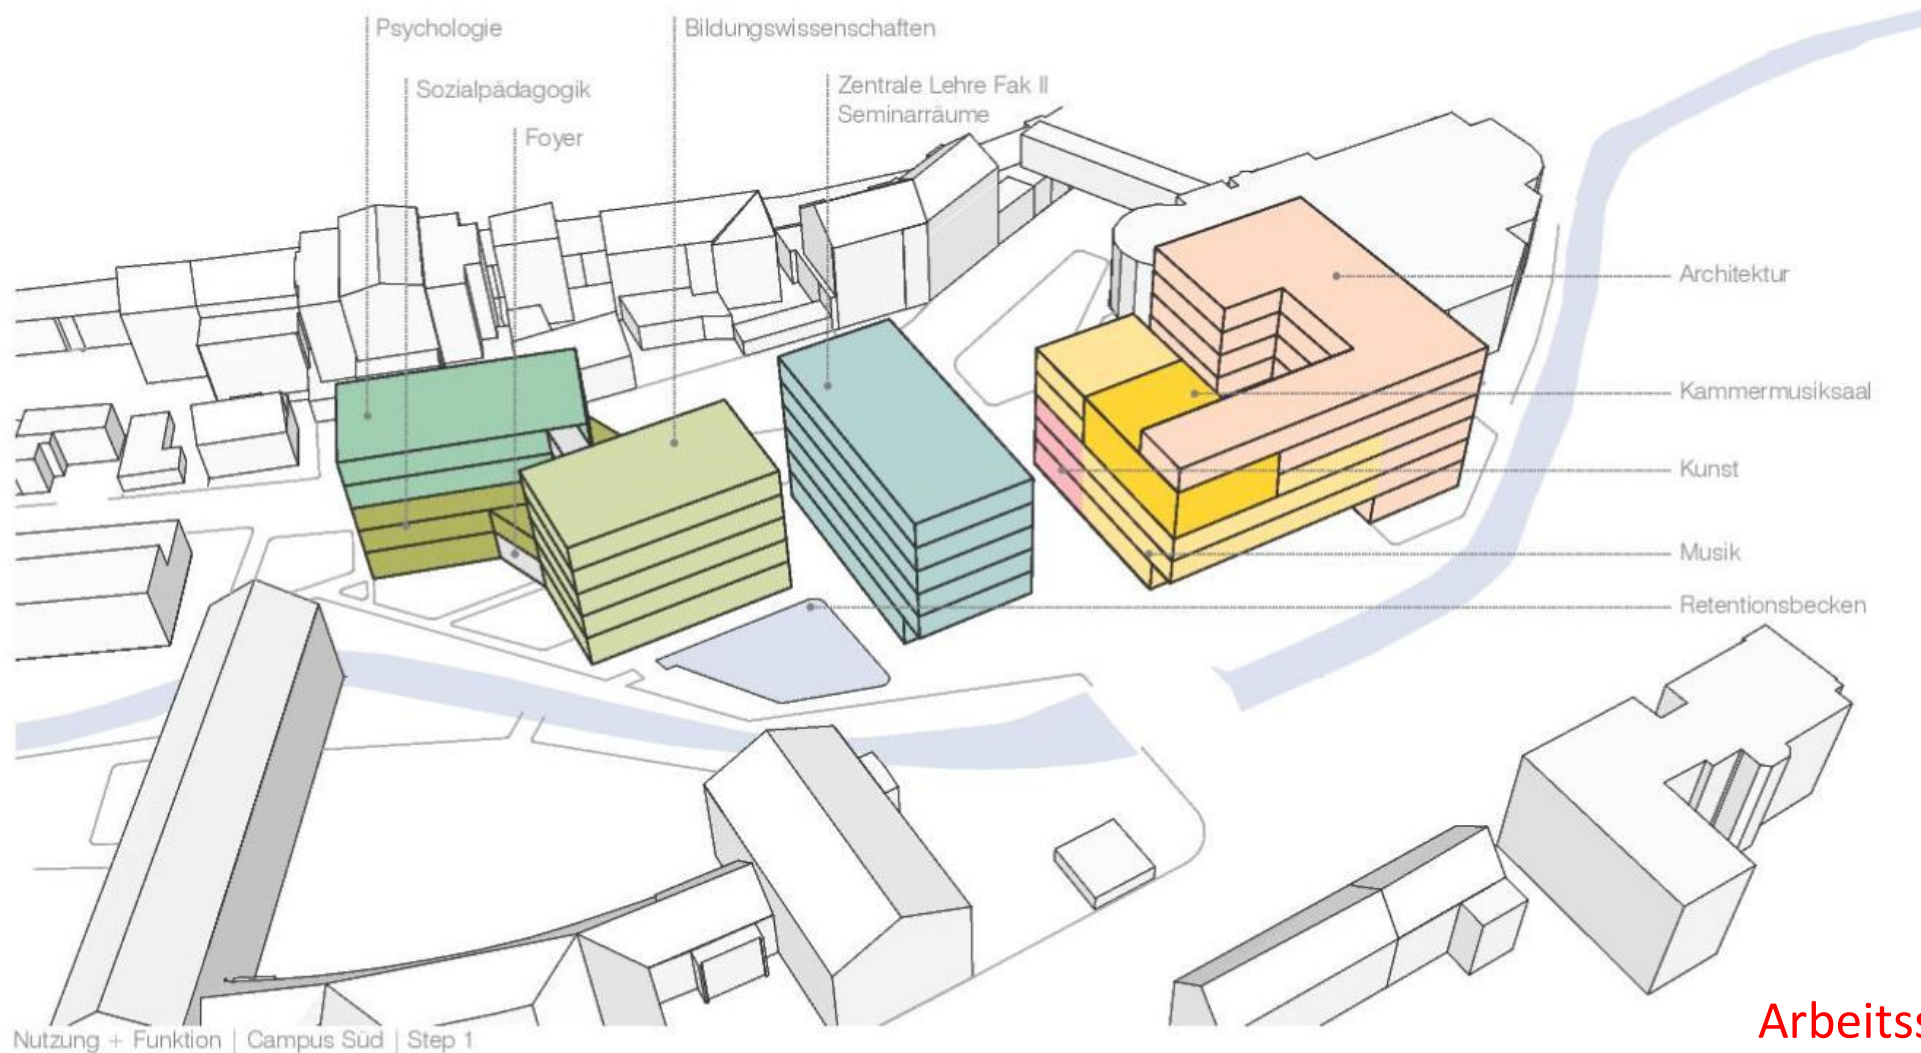 Psychologie
Bildungswissenschaften
Sozialpädagogik
Zentrale Lehre Fak II
Seminarräume
Foyer
Architektur
Kammermusiksaal
Kunst
Musik
Retentionsbecken
Nutzung + Funktion | Campus Süd | Step 1